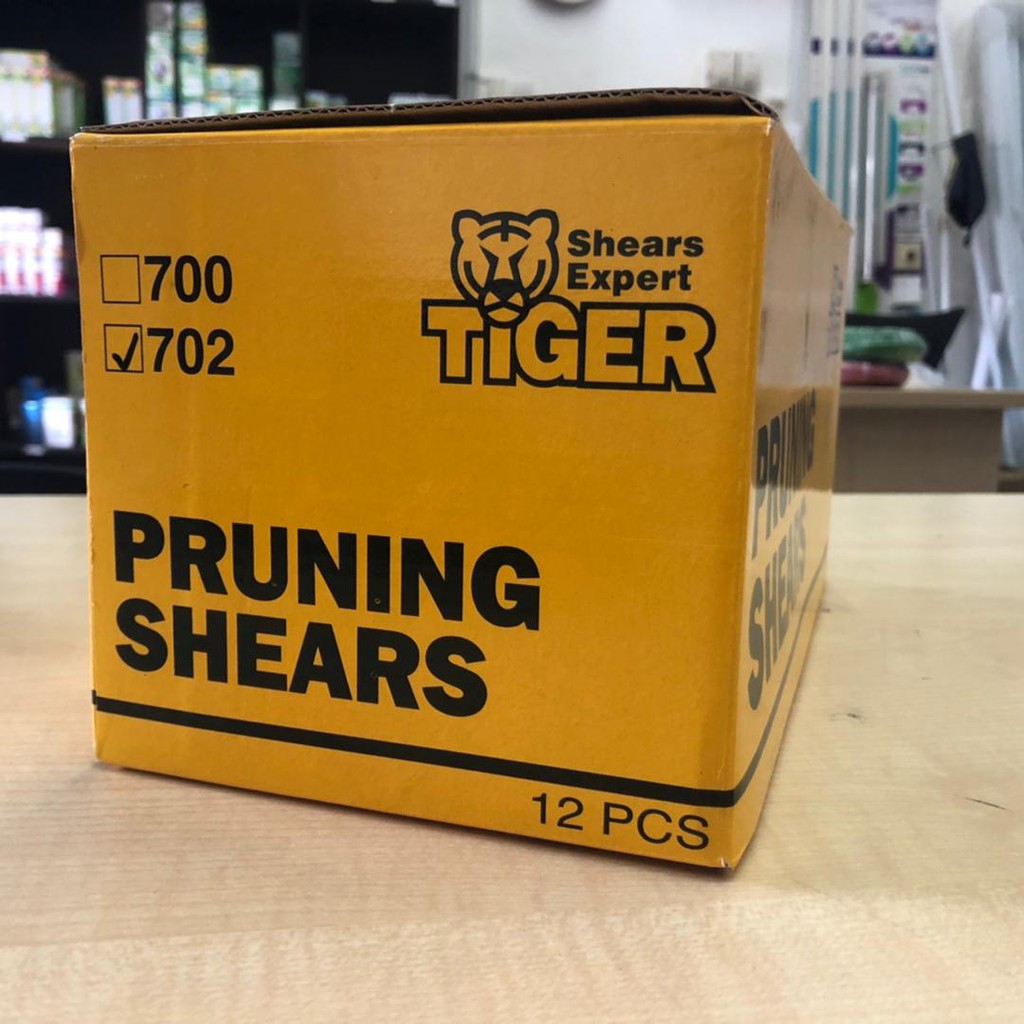 700
702
Shears
Expert
TiGER
PRUNING
SHEARS
12 PCS
PRUNING
SHEARS